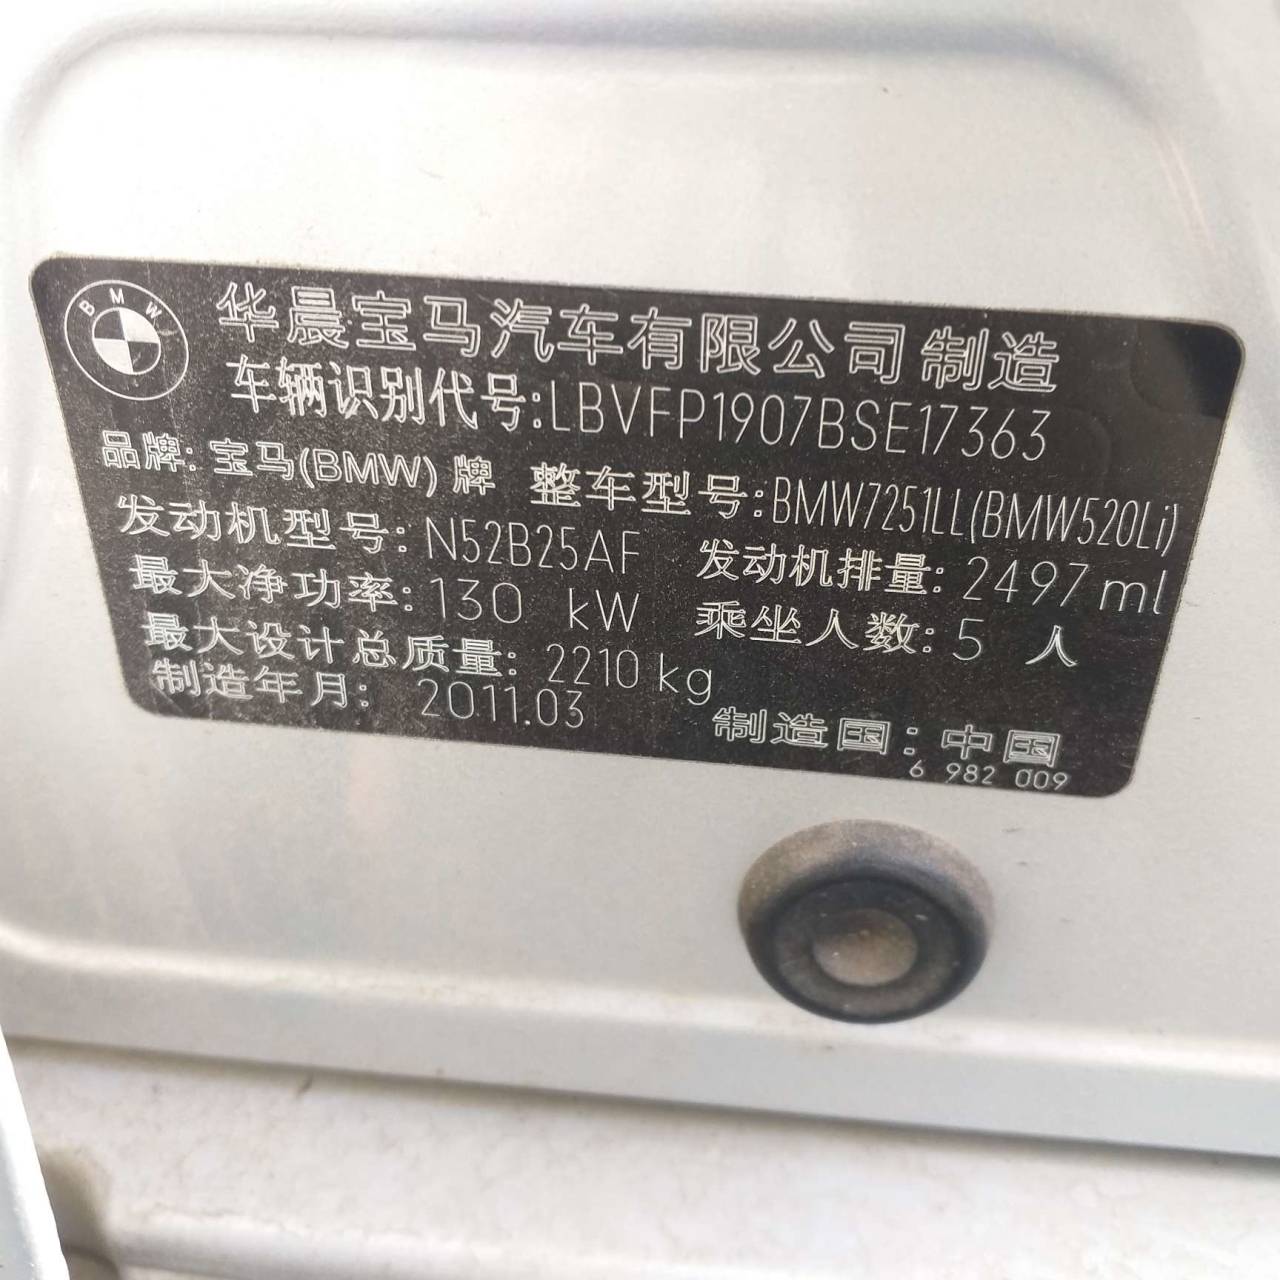 BMW
华晨宝马汽车有限公司 制造
车辆识别代号:LBVFP1907BSE17363
品牌: 宝马(BMW) 牌 整车型号:BMW7251LL(BMW520Li)
发动机型号: N52B25AF 发动机排量: 2497 ml
最大净功率: 130 kW 乘坐人数: 5 人
最大设计总质量: 2210 kg
制造年月: 2011.03 制造国: 中国
6 982 009